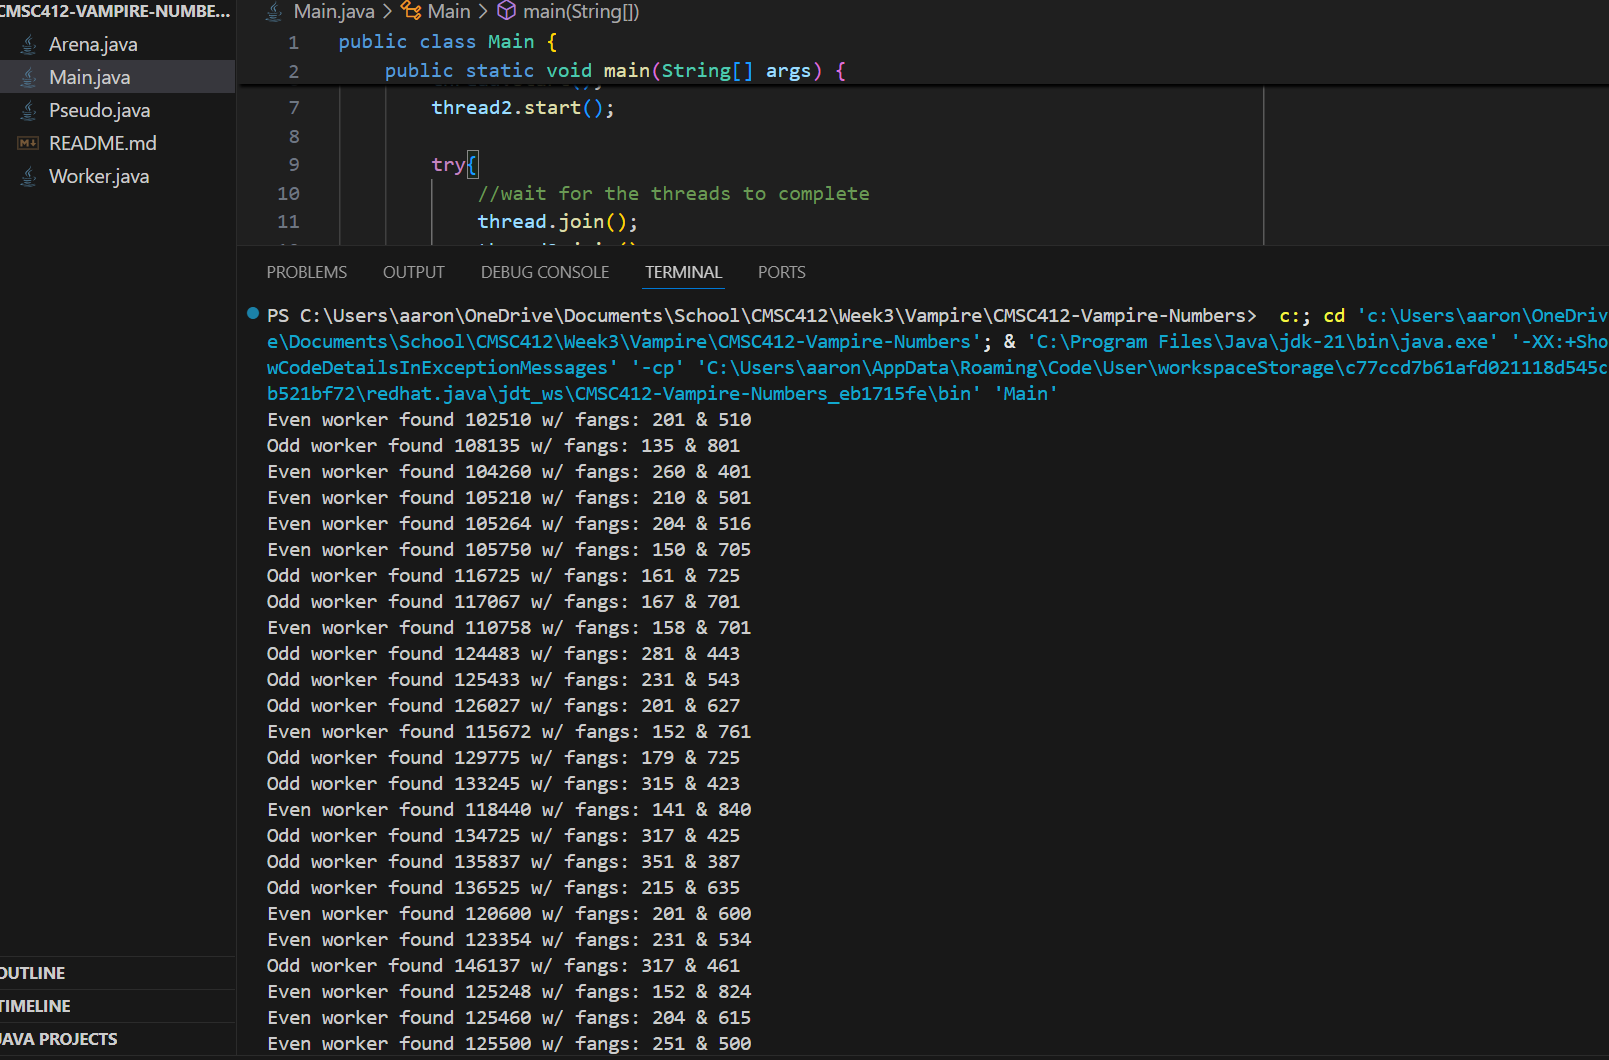 CMSC412-VAMPIRE-NUMBE...
Arena.java
Main.java
Pseudo.java
README.md
Worker.java
OUTLINE
TIMELINE
JAVA PROJECTS
Main.java > Main > main(String[])
1 public class Main {
2 public static void main(String[] args) {
7 thread2.start();
8
9 try{
10 //wait for the threads to complete
11 thread.join();
PROBLEMS OUTPUT DEBUG CONSOLE TERMINAL PORTS
PS C:\Users\aaron\OneDrive\Documents\School\CMSC412\Week3\Vampire\CMSC412-Vampire-Numbers> c:; cd 'c:\Users\aaron\OneDriv
e\Documents\School\CMSC412\Week3\Vampire\CMSC412-Vampire-Numbers'; & 'C:\Program Files\Java\jdk-21\bin\java.exe' '-XX:+Sho
wCodeDetailsInExceptionMessages' '-cp' 'C:\Users\aaron\AppData\Roaming\Code\User\workspaceStorage\c77ccd7b61afd021118d545c
b521bf72\redhat.java\jdt_ws\CMSC412-Vampire-Numbers_eb1715fe\bin' 'Main'
Even worker found 102510 w/ fangs: 201 & 510
Odd worker found 108135 w/ fangs: 135 & 801
Even worker found 104260 w/ fangs: 260 & 401
Even worker found 105210 w/ fangs: 210 & 501
Even worker found 105264 w/ fangs: 204 & 516
Even worker found 105750 w/ fangs: 150 & 705
Odd worker found 116725 w/ fangs: 161 & 725
Odd worker found 117067 w/ fangs: 167 & 701
Even worker found 110758 w/ fangs: 158 & 701
Odd worker found 124483 w/ fangs: 281 & 443
Odd worker found 125433 w/ fangs: 231 & 543
Odd worker found 126027 w/ fangs: 201 & 627
Even worker found 115672 w/ fangs: 152 & 761
Odd worker found 129775 w/ fangs: 179 & 725
Odd worker found 133245 w/ fangs: 315 & 423
Even worker found 118440 w/ fangs: 141 & 840
Odd worker found 134725 w/ fangs: 317 & 425
Odd worker found 135837 w/ fangs: 351 & 387
Odd worker found 136525 w/ fangs: 215 & 635
Even worker found 120600 w/ fangs: 201 & 600
Even worker found 123354 w/ fangs: 231 & 534
Odd worker found 146137 w/ fangs: 317 & 461
Even worker found 125248 w/ fangs: 152 & 824
Even worker found 125460 w/ fangs: 204 & 615
Even worker found 125500 w/ fangs: 251 & 500